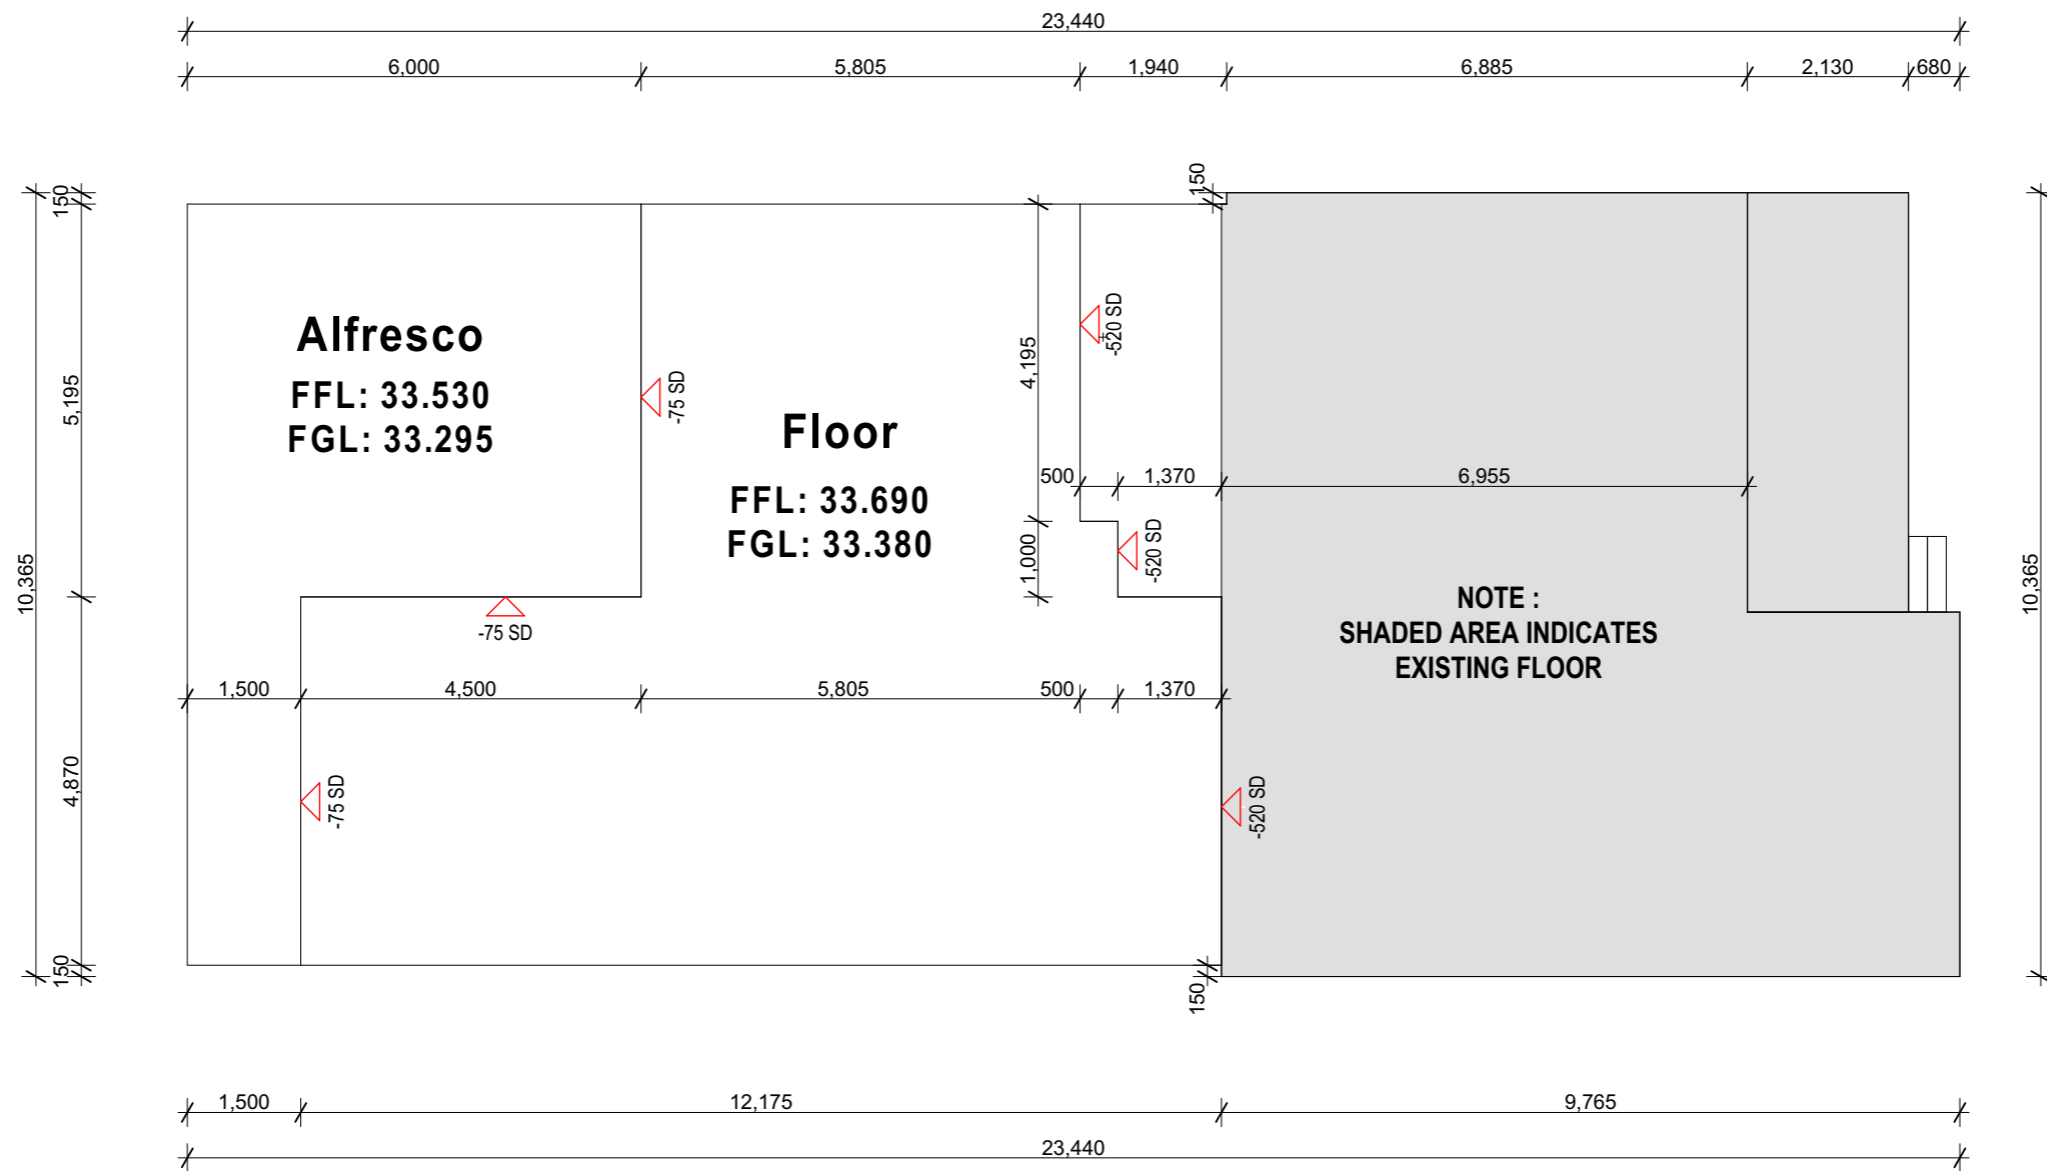 23,440
6,000
5,805
1,940
6,885
2,130
680
150
150
Alfresco
FFL: 33.530
FGL: 33.295
-75 SD
Floor
FFL: 33.690
FGL: 33.380
4,195
-520 SD
5,195
500
1,370
6,955
1,000
-520 SD
10,365
10,365
NOTE :
SHADED AREA INDICATES
EXISTING FLOOR
-75 SD
1,500
4,500
5,805
500
1,370
4,870
-75 SD
-520 SD
150
150
1,500
12,175
9,765
23,440